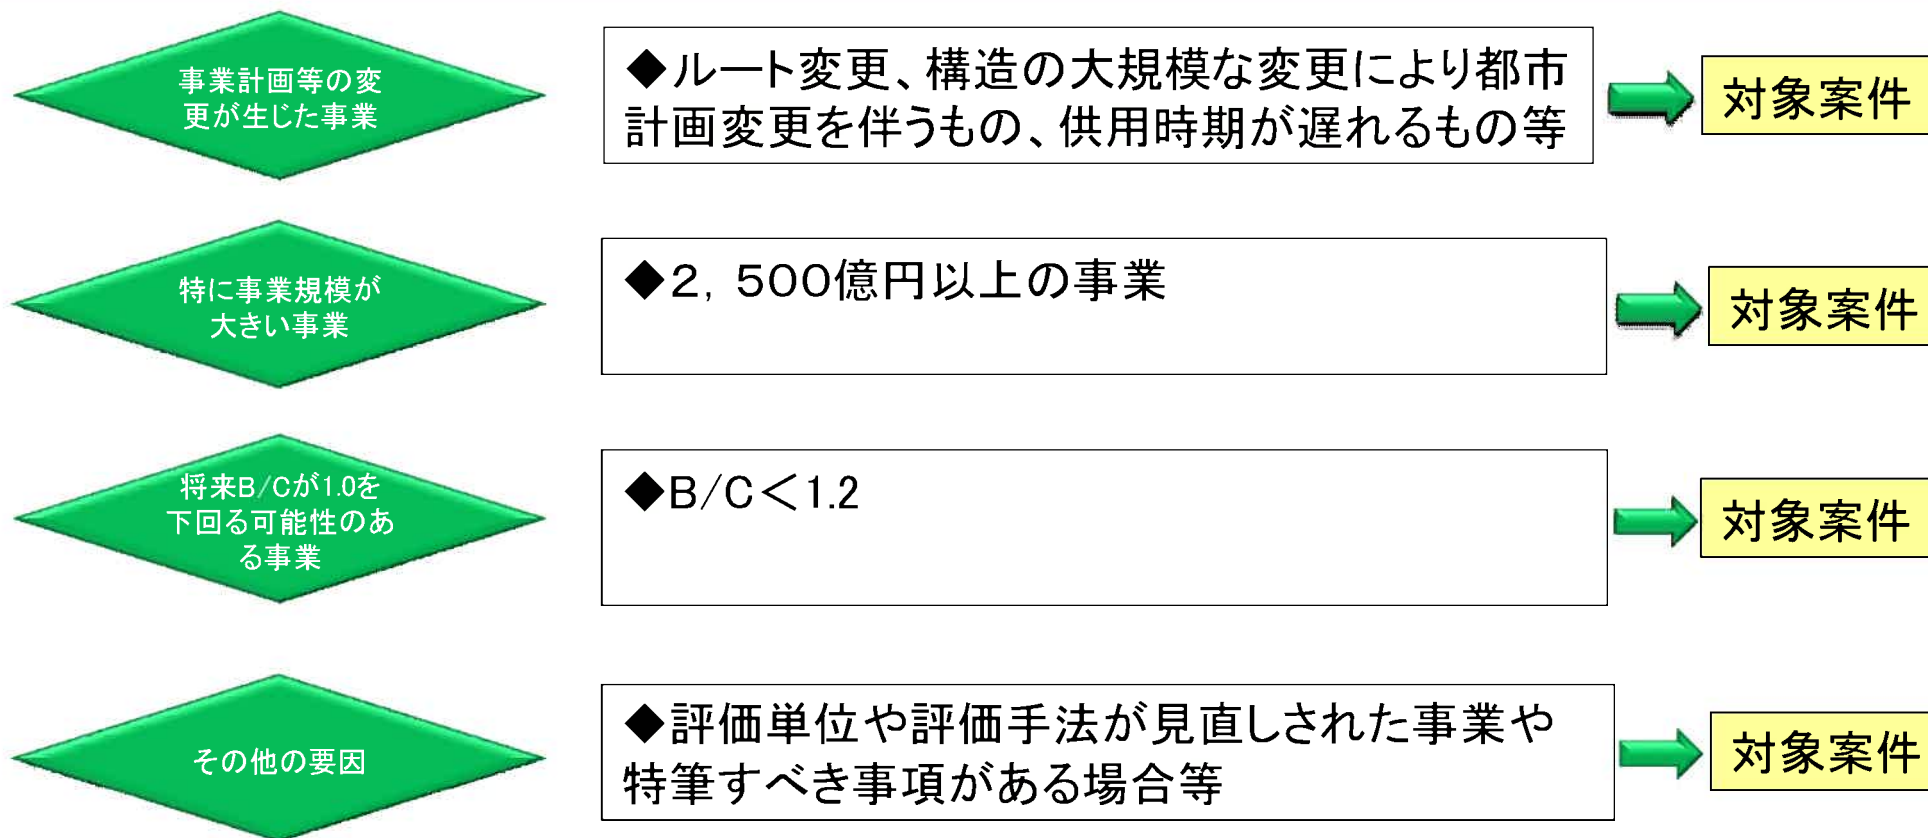 事業計画等の変
更が生じた事業
◆ルート変更、構造の大規模な変更により都市
計画変更を伴うもの、供用時期が遅れるもの等
対象案件
特に事業規模が
大きい事業
◆2，500億円以上の事業
対象案件
将来B/Cが1.0を
下回る可能性のあ
る事業
◆B/C＜1.2
対象案件
その他の要因
◆評価単位や評価手法が見直しされた事業や
特筆すべき事項がある場合等
対象案件